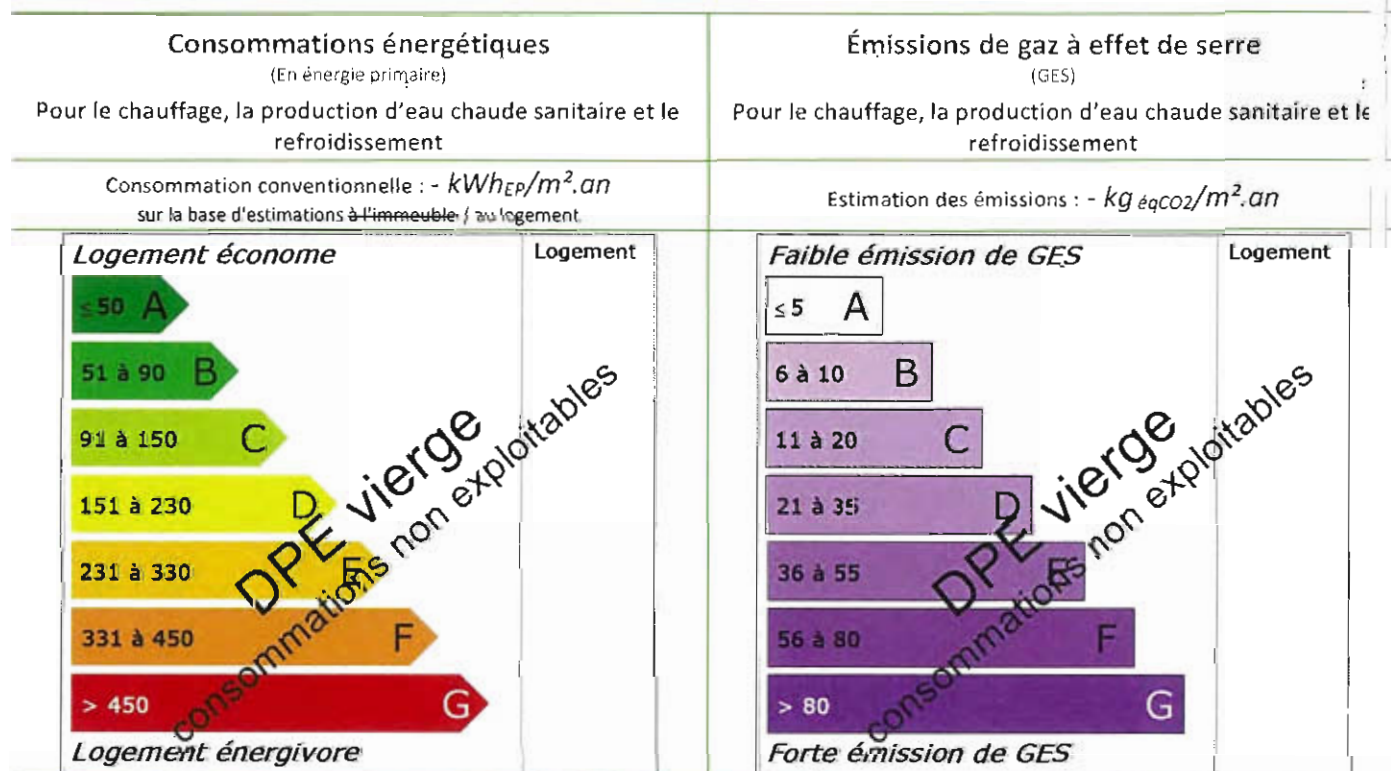 Consommations énergétiques
(En énergie primaire)
Pour le chauffage, la production d'eau chaude sanitaire et le
refroidissement
Consommation conventionnelle : - kWhEP/m².an
sur la base d'estimations à l'immeuble / au logement
Logement économe
Logement
≤ 50 A
51 à 90 B
91 à 150 C
151 à 230 D
231 à 330 E
331 à 450 F
> 450 G
Logement énergivore
DPE vierge
consommations non exploitables
Émissions de gaz à effet de serre
(GES)
Pour le chauffage, la production d'eau chaude sanitaire et le
refroidissement
Estimation des émissions : - kg éqCO2/m².an
Faible émission de GES
Logement
≤ 5 A
6 à 10 B
11 à 20 C
21 à 35 D
36 à 55 E
56 à 80 F
> 80 G
Forte émission de GES
DPE vierge
consommations non exploitables